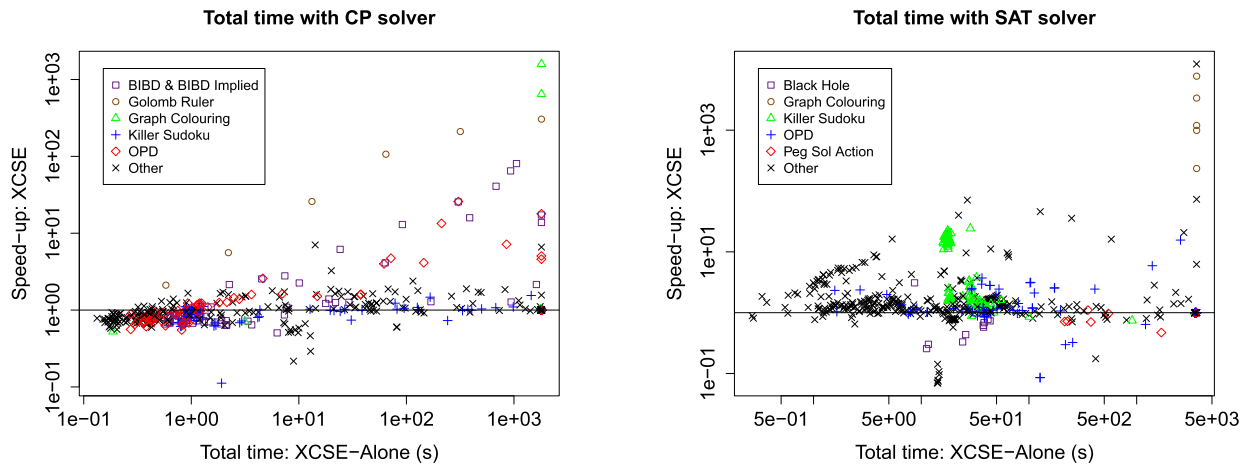 Total time with CP solver
Speed−up: XCSE
1e+03
1e+02
1e+01
1e+00
1e−01
BIBD & BIBD Implied
Golomb Ruler
Graph Colouring
Killer Sudoku
OPD
Other
1e−01 1e+00 1e+01 1e+02 1e+03
Total time: XCSE−Alone (s)
Total time with SAT solver
Speed−up: XCSE
1e+03
1e+01
1e−01
Black Hole
Graph Colouring
Killer Sudoku
OPD
Peg Sol Action
Other
5e−01 5e+00 5e+01 5e+02 5e+03
Total time: XCSE−Alone (s)